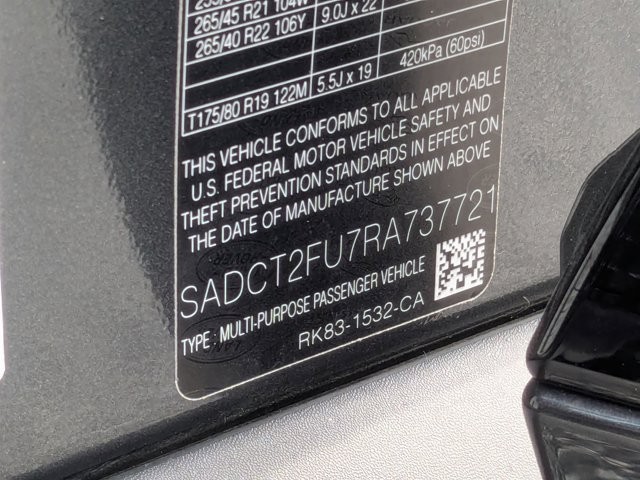 265/45 R21 104W
265/40 R22 106Y 9.0J x 22
T175/80 R19 122M 5.5J x 19 420kPa (60psi)
THIS VEHICLE CONFORMS TO ALL APPLICABLE
U.S. FEDERAL MOTOR VEHICLE SAFETY AND
THEFT PREVENTION STANDARDS IN EFFECT ON
THE DATE OF MANUFACTURE SHOWN ABOVE
SADCT2FU7RA737721
TYPE : MULTI-PURPOSE PASSENGER VEHICLE
RK83-1532-CA